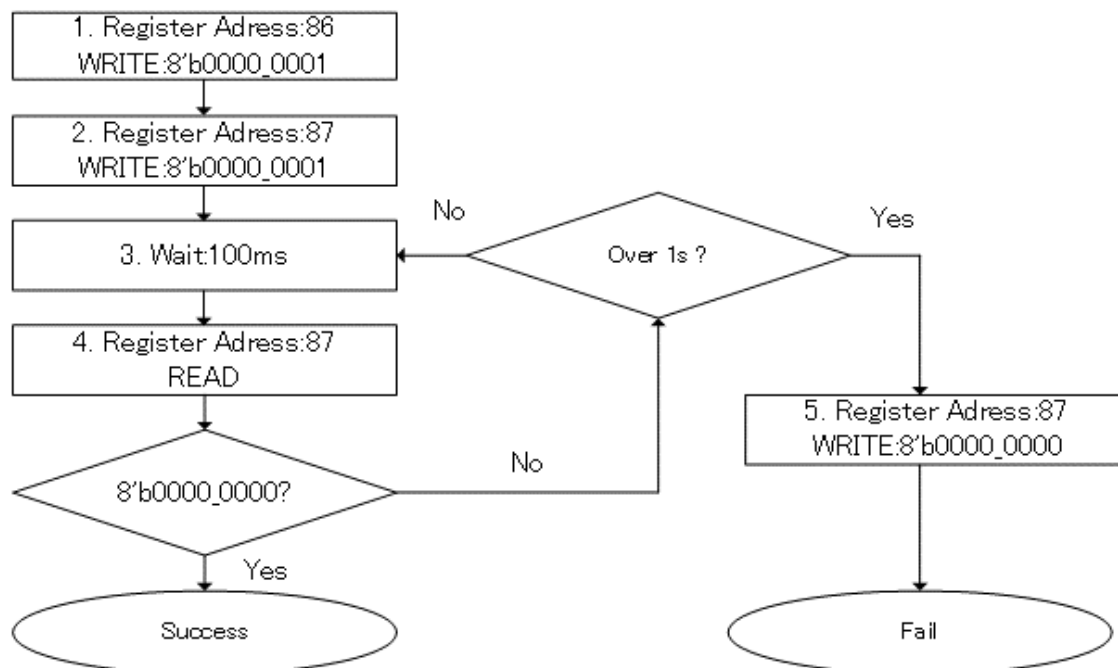 1. Register Adress:86
WRITE:8'b0000_0001
2. Register Adress:87
WRITE:8'b0000_0001
No
Yes
3. Wait:100ms
Over 1s ?
4. Register Adress:87
READ
5. Register Adress:87
WRITE:8'b0000_0000
No
8'b0000_0000?
Yes
Success
Fail